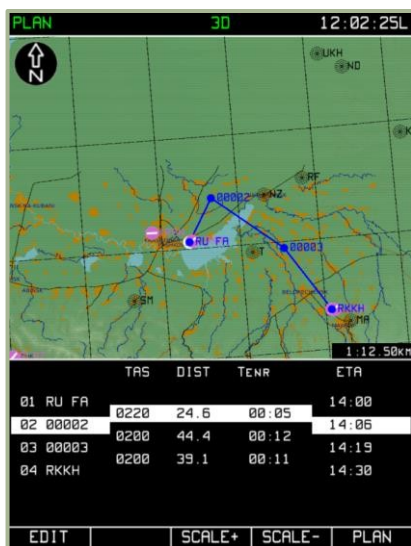 PLAN 3D 12:02:25L
N
UKH
ND
K
RF
00002
NZ
RU FA
00003
T
SM
RKKH
MA
1:12.50км
TAS DIST TENR ETA
01 RU FA 14:00
0220 24.6 00:05
02 00002 14:06
0200 44.4 00:12
03 00003 14:19
0200 39.1 00:11
04 RKKH 14:30
EDIT SCALE+ SCALE- PLAN